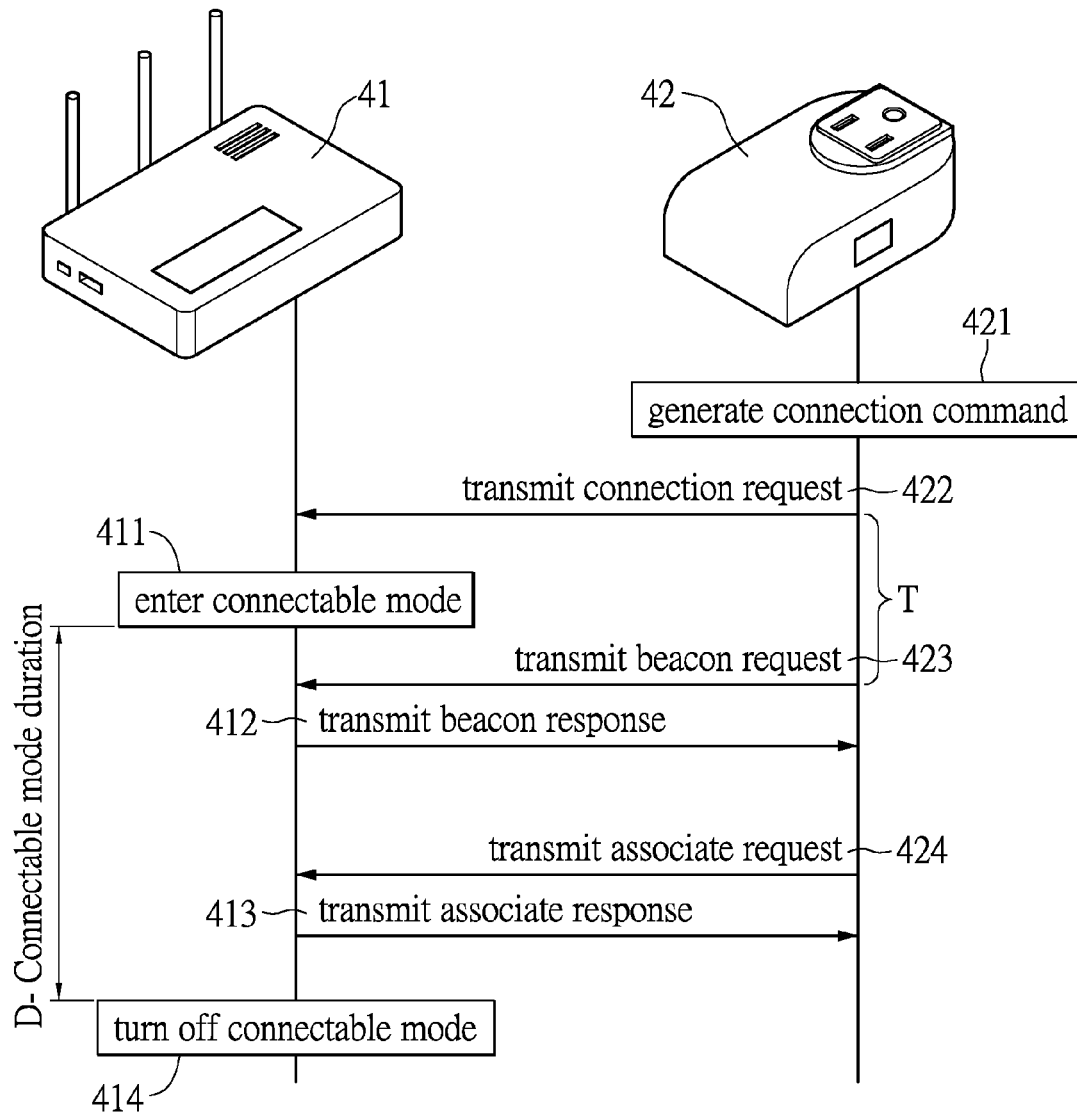 41
42
421
generate connection command
transmit connection request
422
411
enter connectable mode
T
transmit beacon request
423
412
transmit beacon response
D- Connectable mode duration
transmit associate request
424
413
transmit associate response
turn off connectable mode
414